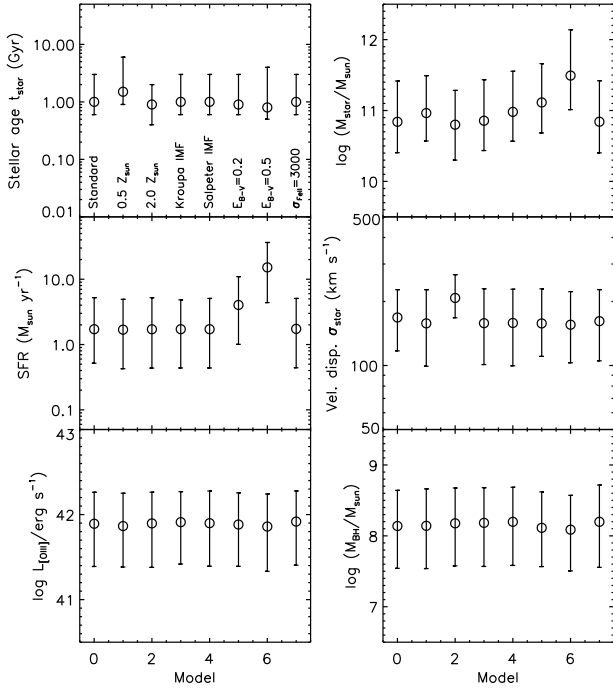 Stellar age t_star (Gyr)
10.00
1.00
0.10
0.01
Standard
0.5 Z_sun
2.0 Z_sun
Kroupa IMF
Salpeter IMF
E_B−V=0.2
E_B−V=0.5
σ_FeII=3000
log (M_star/M_sun)
12
11
10
SFR (M_sun yr⁻¹)
10.0
1.0
0.1
Vel. disp. σ_star (km s⁻¹)
500
100
50
log L_[OIII]/erg s⁻¹
43
42
41
0 2 4 6
Model
log (M_BH/M_sun)
9
8
7
0 2 4 6
Model